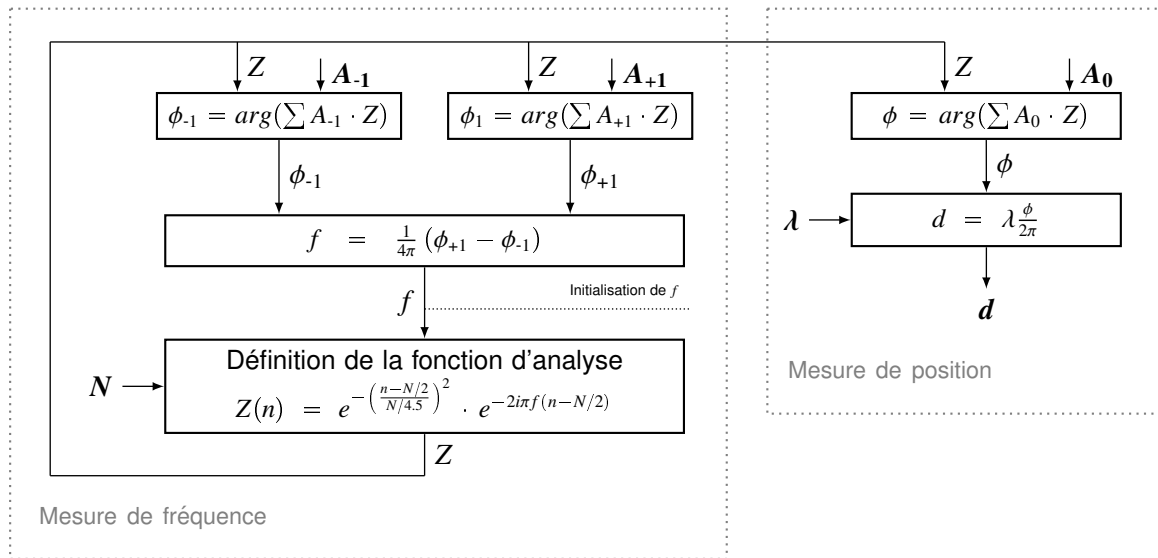 Z
A-1
Z
A+1
Z
A0
ϕ-1 = arg(∑ A-1 · Z)
ϕ1 = arg(∑ A+1 · Z)
ϕ = arg(∑ A0 · Z)
ϕ-1
ϕ+1
ϕ
f = 1/4π (ϕ+1 − ϕ-1)
λ
d = λ ϕ/2π
Initialisation de f
f
d
Définition de la fonction d'analyse
N
Z(n) = e^−((n−N/2)/(N/4.5))^2 · e^−2iπf(n−N/2)
Z
Mesure de position
Mesure de fréquence